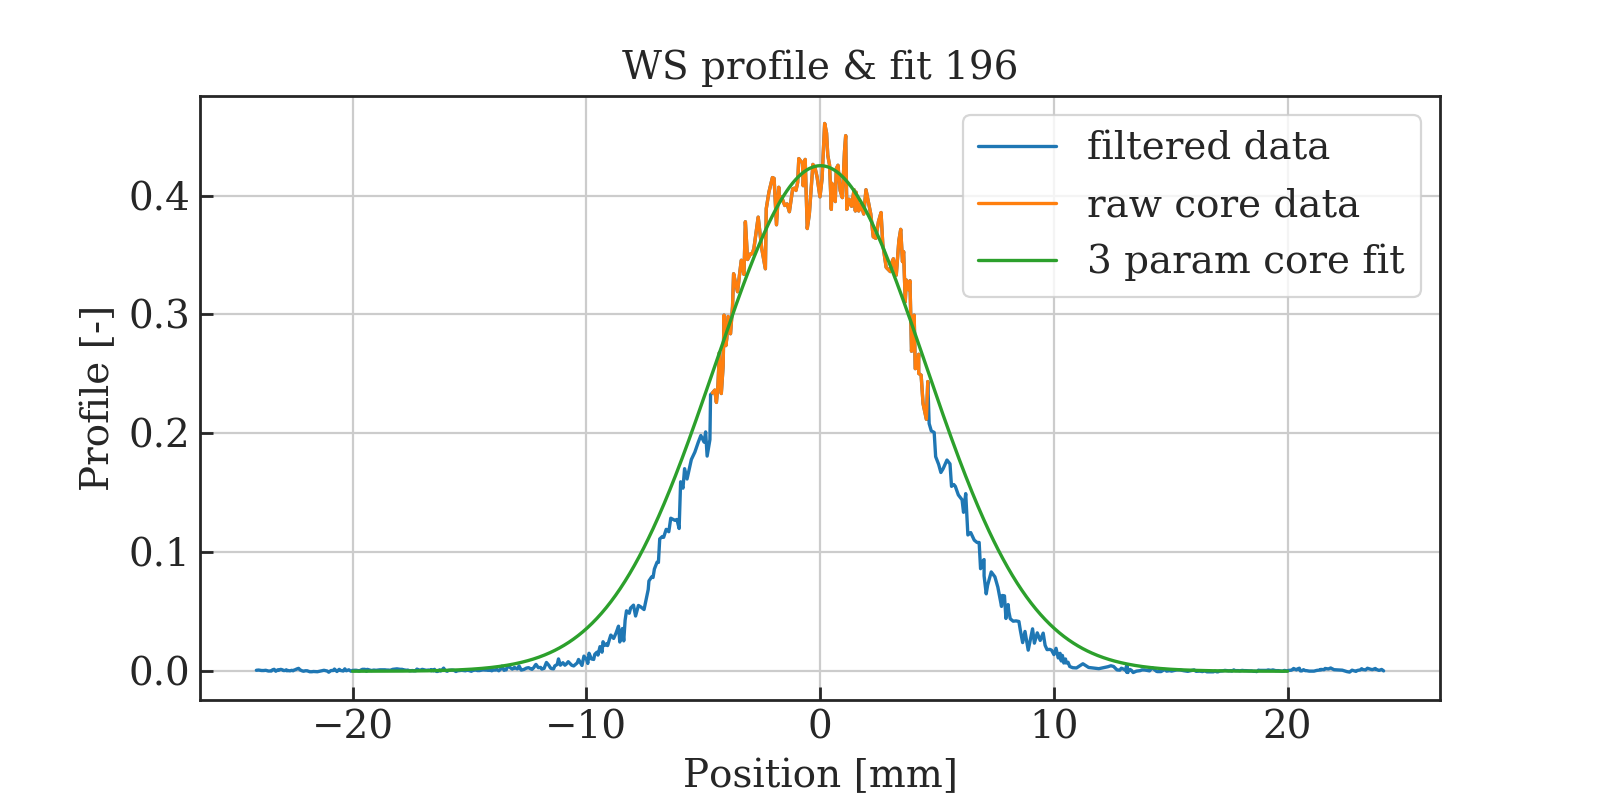 WS profile & fit 196
filtered data
raw core data
3 param core fit
Profile [-]
0.4
0.3
0.2
0.1
0.0
−20
−10
0
10
20
Position [mm]